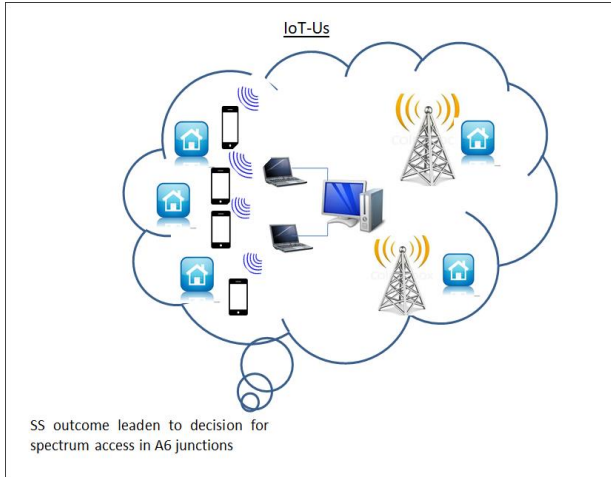 IoT-Us
SS outcome leaden to decision for
spectrum access in A6 junctions